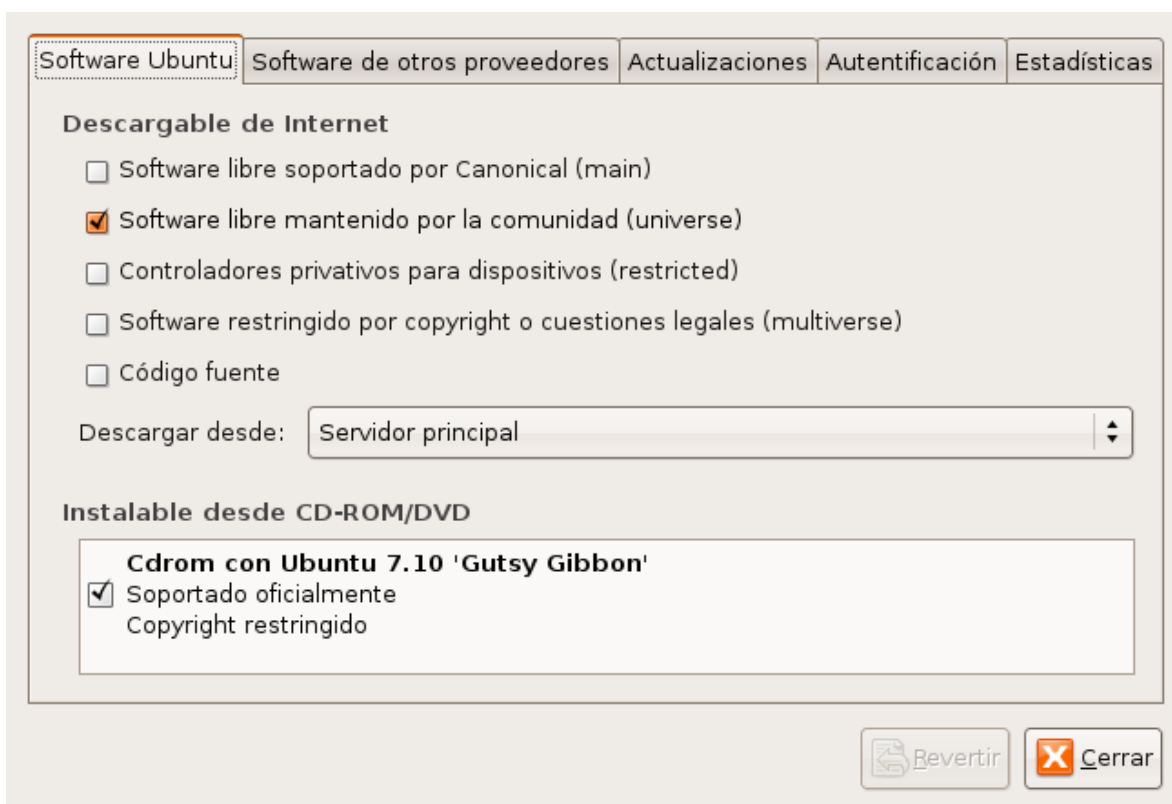 Software Ubuntu Software de otros proveedores Actualizaciones Autentificación Estadísticas
Descargable de Internet
Software libre soportado por Canonical (main)
Software libre mantenido por la comunidad (universe)
Controladores privativos para dispositivos (restricted)
Software restringido por copyright o cuestiones legales (multiverse)
Código fuente
Descargar desde: Servidor principal
Instalable desde CD-ROM/DVD
Cdrom con Ubuntu 7.10 'Gutsy Gibbon'
Soportado oficialmente
Copyright restringido
Revertir Cerrar